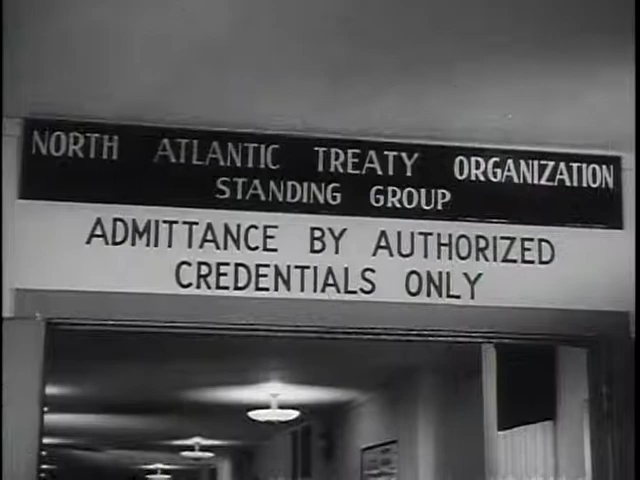 NORTH ATLANTIC TREATY ORGANIZATION
STANDING GROUP
ADMITTANCE BY AUTHORIZED
CREDENTIALS ONLY